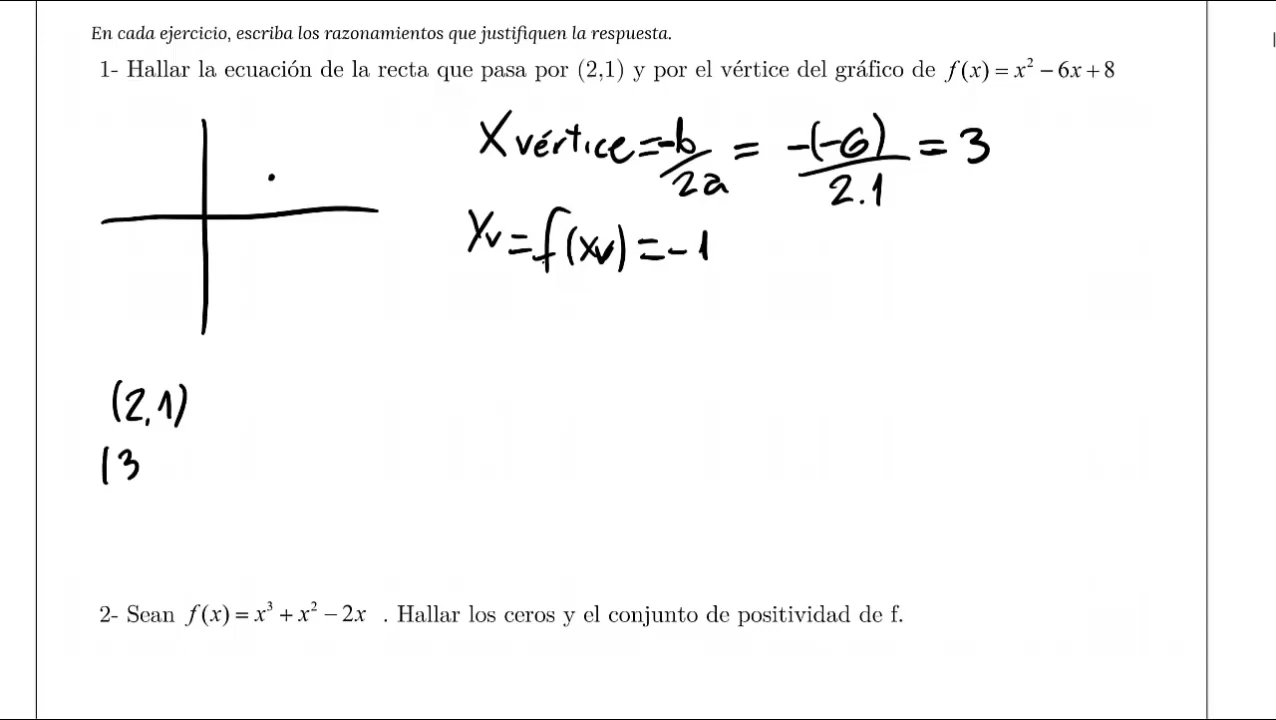 En cada ejercicio, escriba los razonamientos que justifiquen la respuesta.
1- Hallar la ecuación de la recta que pasa por (2,1) y por el vértice del gráfico de f(x) = x² − 6x + 8
X vértice = -b/2a = -(-6)/2.1 = 3
Yv = f(xv) = -1
(2,1)
(3
2- Sean f(x) = x³ + x² − 2x . Hallar los ceros y el conjunto de positividad de f.